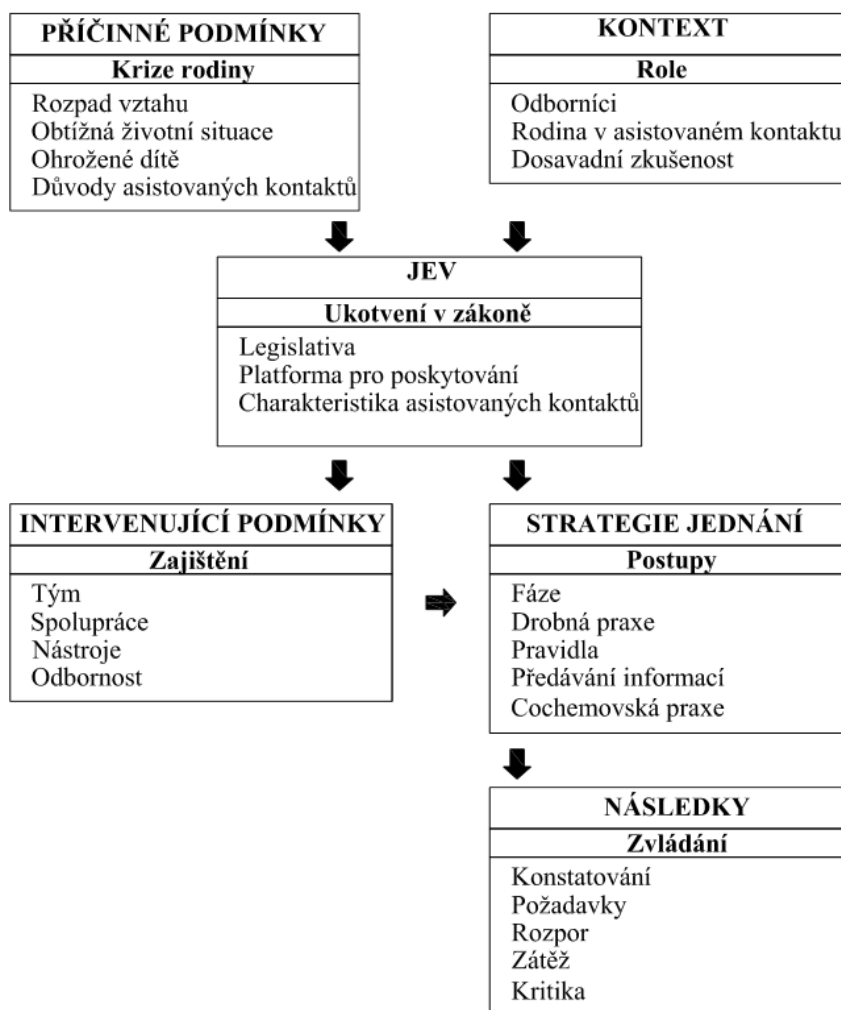 PŘÍČINNÉ PODMÍNKY
Krize rodiny
Rozpad vztahu
Obtížná životní situace
Ohrožené dítě
Důvody asistovaných kontaktů
KONTEXT
Role
Odborníci
Rodina v asistovaném kontaktu
Dosavadní zkušenost
JEV
Ukotvení v zákoně
Legislativa
Platforma pro poskytování
Charakteristika asistovaných kontaktů
INTERVENUJÍCÍ PODMÍNKY
Zajištění
Tým
Spolupráce
Nástroje
Odbornost
STRATEGIE JEDNÁNÍ
Postupy
Fáze
Drobná praxe
Pravidla
Předávání informací
Cochemovská praxe
NÁSLEDKY
Zvládání
Konstatování
Požadavky
Rozpor
Zátěž
Kritika